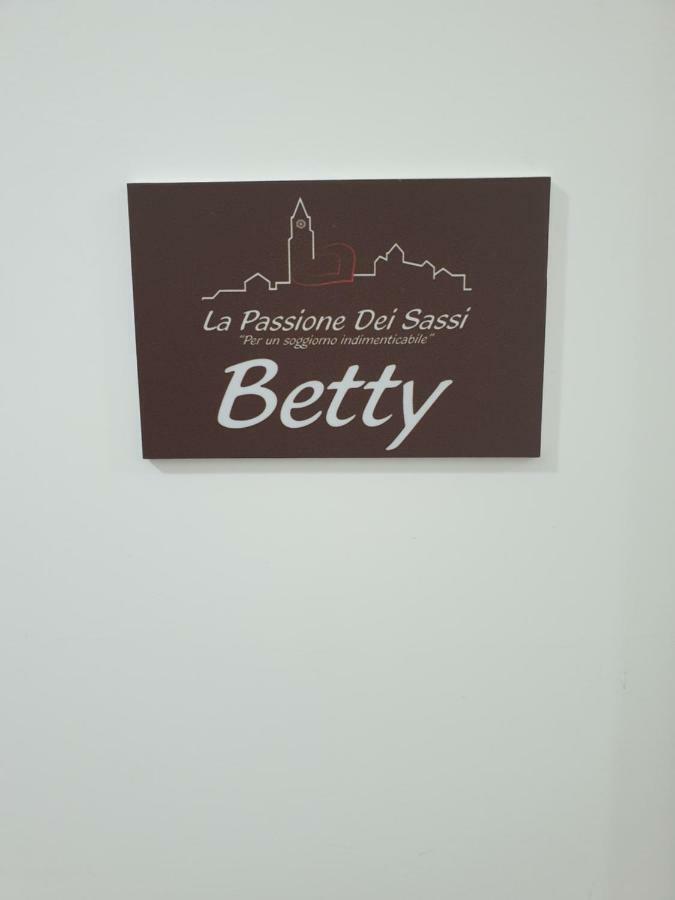 La Passione Dei Sassi
"Per un soggiorno indimenticabile"
Betty